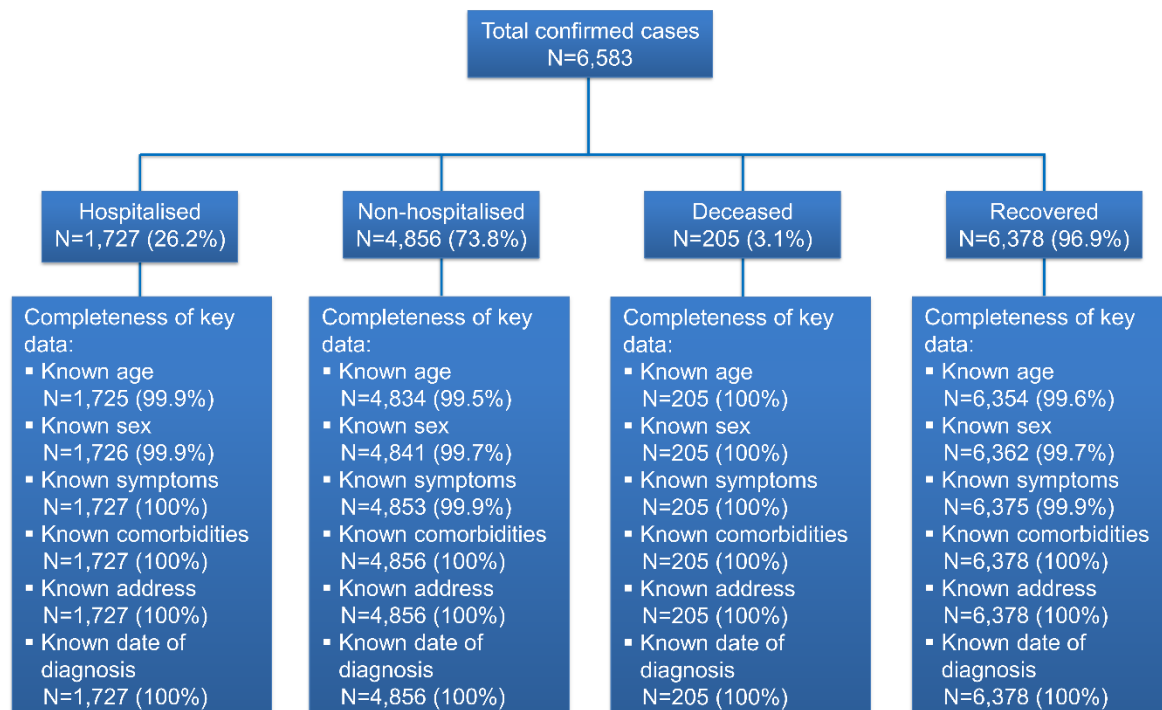 Total confirmed cases
N=6,583
Hospitalised
N=1,727 (26.2%)
Non-hospitalised
N=4,856 (73.8%)
Deceased
N=205 (3.1%)
Recovered
N=6,378 (96.9%)
Completeness of key
data:
▪ Known age
N=1,725 (99.9%)
▪ Known sex
N=1,726 (99.9%)
▪ Known symptoms
N=1,727 (100%)
▪ Known comorbidities
N=1,727 (100%)
▪ Known address
N=1,727 (100%)
▪ Known date of
diagnosis
N=1,727 (100%)
Completeness of key
data:
▪ Known age
N=4,834 (99.5%)
▪ Known sex
N=4,841 (99.7%)
▪ Known symptoms
N=4,853 (99.9%)
▪ Known comorbidities
N=4,856 (100%)
▪ Known address
N=4,856 (100%)
▪ Known date of
diagnosis
N=4,856 (100%)
Completeness of key
data:
▪ Known age
N=205 (100%)
▪ Known sex
N=205 (100%)
▪ Known symptoms
N=205 (100%)
▪ Known comorbidities
N=205 (100%)
▪ Known address
N=205 (100%)
▪ Known date of
diagnosis
N=205 (100%)
Completeness of key
data:
▪ Known age
N=6,354 (99.6%)
▪ Known sex
N=6,362 (99.7%)
▪ Known symptoms
N=6,375 (99.9%)
▪ Known comorbidities
N=6,378 (100%)
▪ Known address
N=6,378 (100%)
▪ Known date of
diagnosis
N=6,378 (100%)